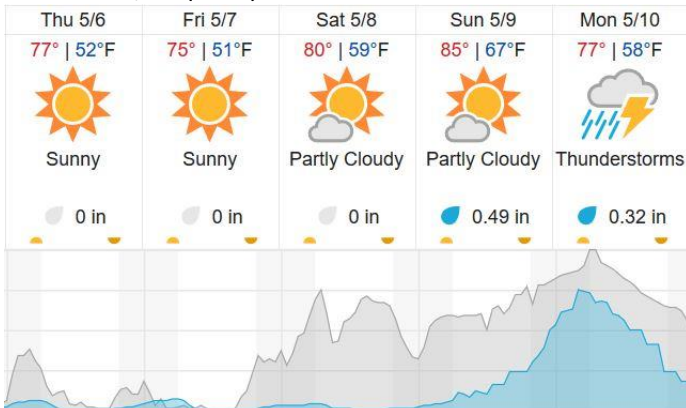 Thu 5/6 Fri 5/7 Sat 5/8 Sun 5/9 Mon 5/10
77° | 52°F 75° | 51°F 80° | 59°F 85° | 67°F 77° | 58°F
Sunny Sunny Partly Cloudy Partly Cloudy Thunderstorms
0 in 0 in 0 in 0.49 in 0.32 in